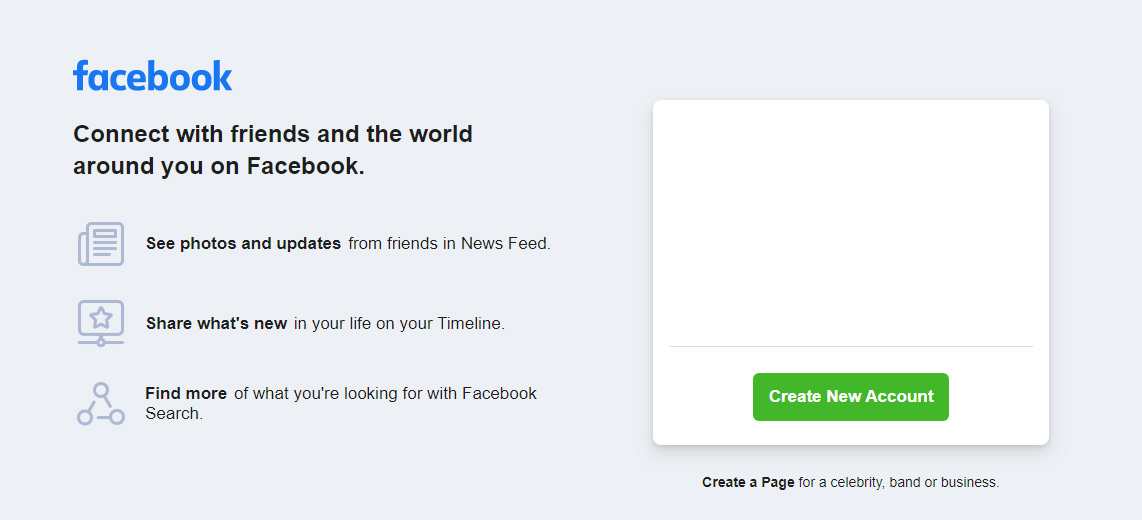 facebook
Connect with friends and the world
around you on Facebook.
See photos and updates from friends in News Feed.
Share what's new in your life on your Timeline.
Find more of what you're looking for with Facebook
Search.
Create New Account
Create a Page for a celebrity, band or business.